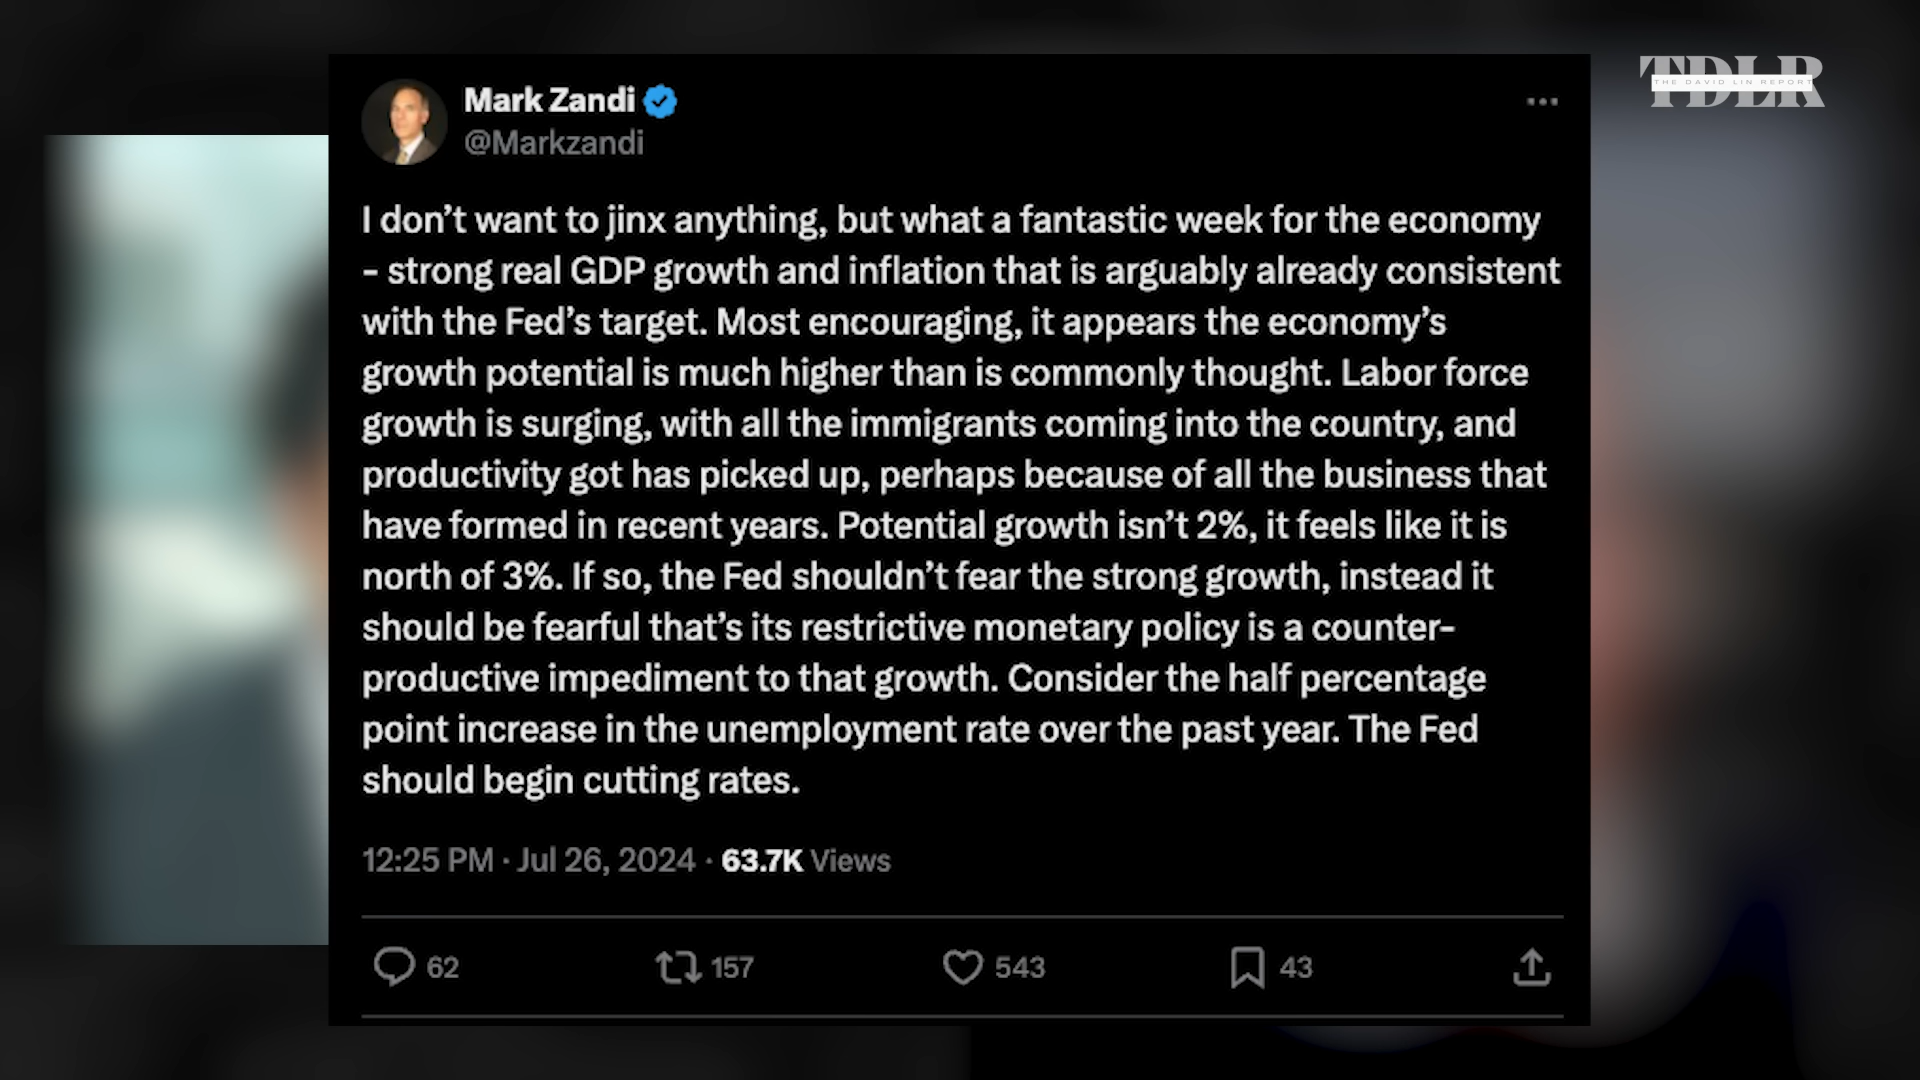 TDLR
THE DAVID LIN REPORT
Mark Zandi
@Markzandi
I don’t want to jinx anything, but what a fantastic week for the economy
– strong real GDP growth and inflation that is arguably already consistent
with the Fed’s target. Most encouraging, it appears the economy’s
growth potential is much higher than is commonly thought. Labor force
growth is surging, with all the immigrants coming into the country, and
productivity got has picked up, perhaps because of all the business that
have formed in recent years. Potential growth isn’t 2%, it feels like it is
north of 3%. If so, the Fed shouldn’t fear the strong growth, instead it
should be fearful that’s its restrictive monetary policy is a counter-
productive impediment to that growth. Consider the half percentage
point increase in the unemployment rate over the past year. The Fed
should begin cutting rates.
12:25 PM · Jul 26, 2024 · 63.7K Views
62 157 543 43